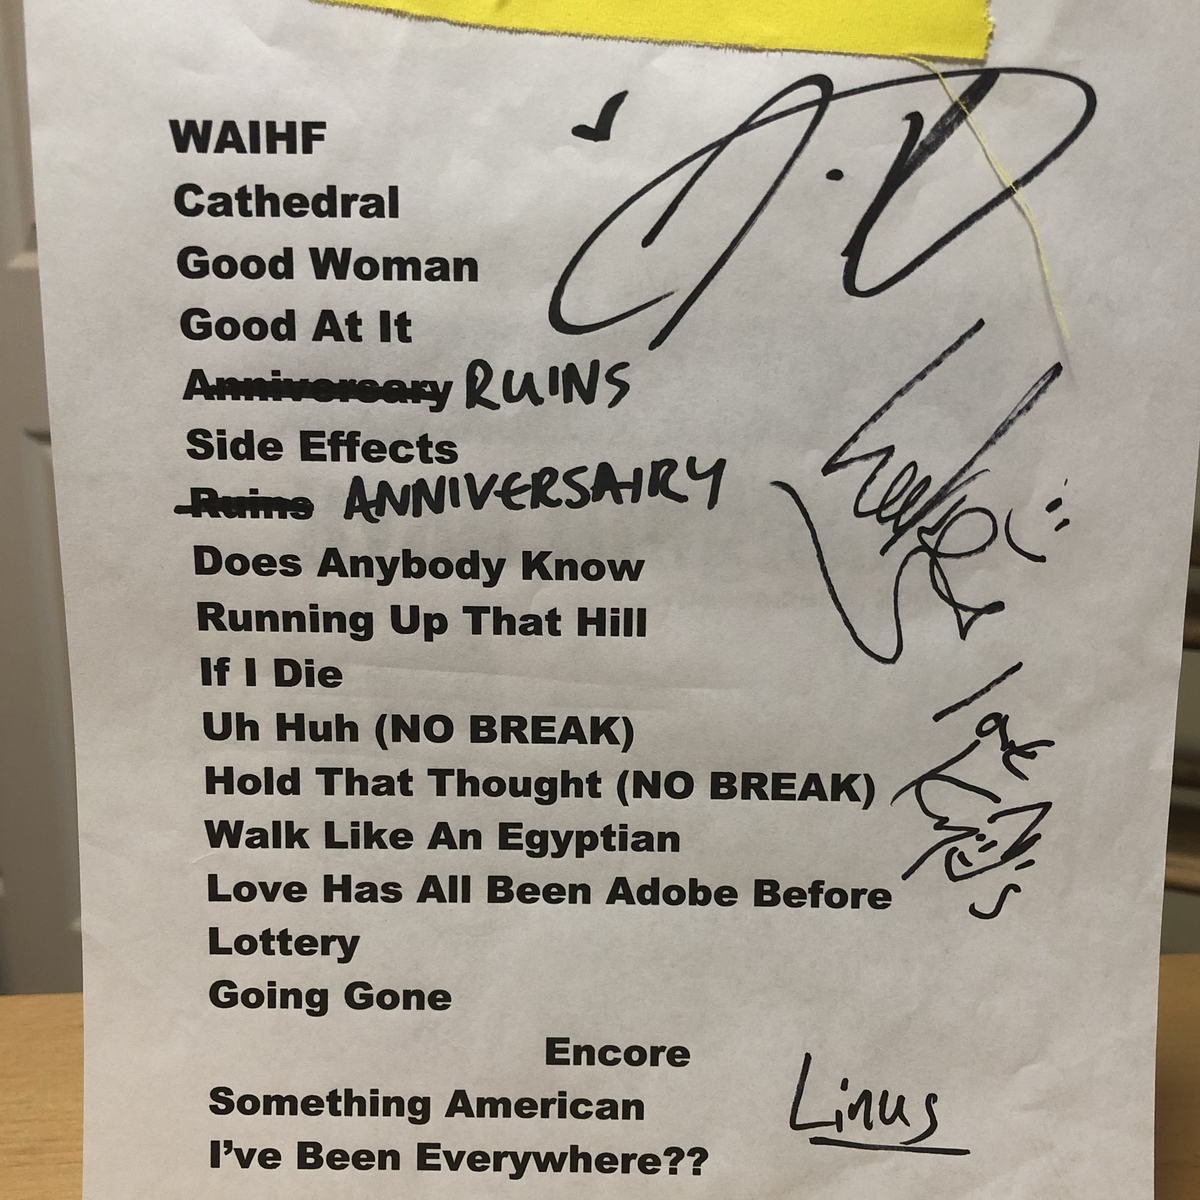 WAIHF
Cathedral
Good Woman
Good At It
Anniversary RUINS
Side Effects
Ruins ANNIVERSAIRY
Does Anybody Know
Running Up That Hill
If I Die
Uh Huh (NO BREAK)
Hold That Thought (NO BREAK)
Walk Like An Egyptian
Love Has All Been Adobe Before
Lottery
Going Gone
Encore
Something American
I've Been Everywhere??
Linus